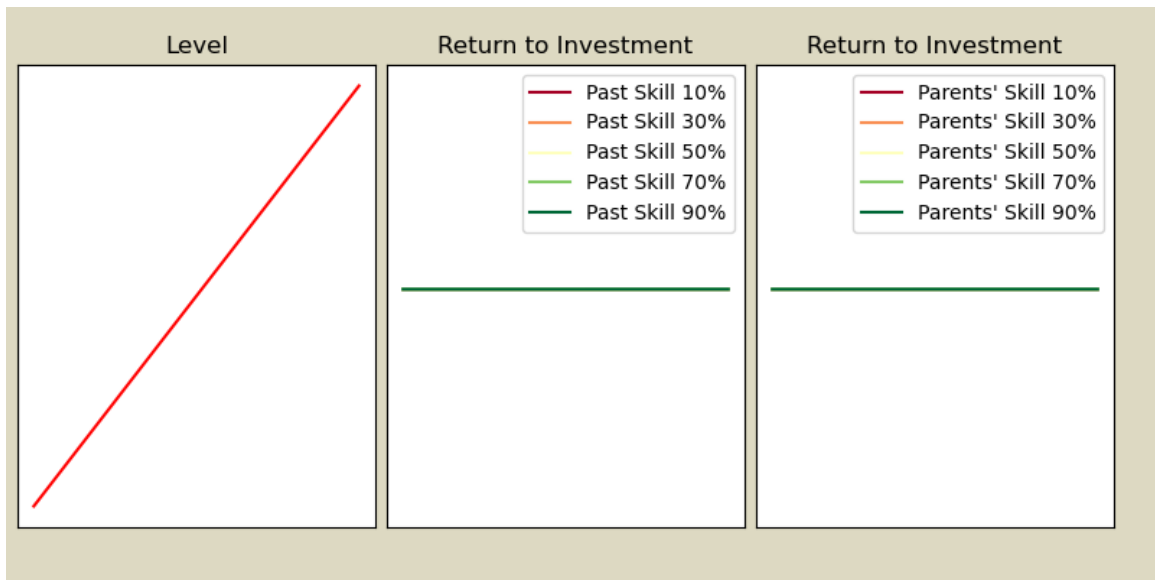 Level
Return to Investment
Past Skill 10%
Past Skill 30%
Past Skill 50%
Past Skill 70%
Past Skill 90%
Return to Investment
Parents' Skill 10%
Parents' Skill 30%
Parents' Skill 50%
Parents' Skill 70%
Parents' Skill 90%